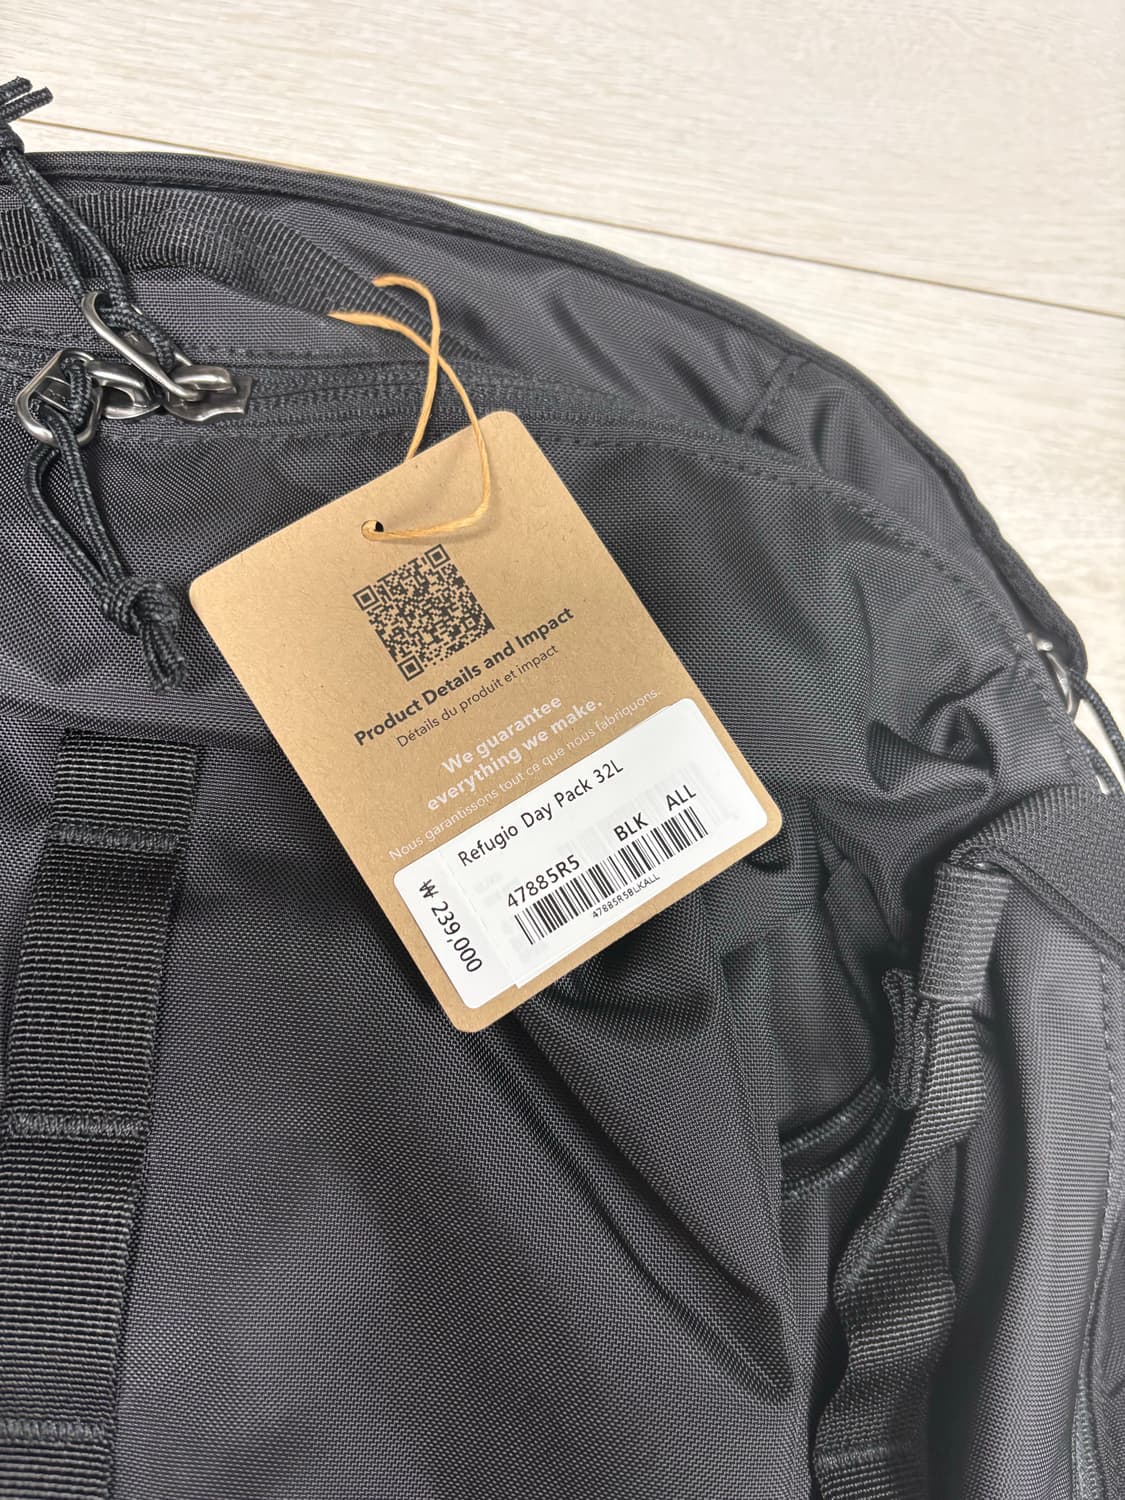 Product Details and Impact
Détails du produit et impact
We guarantee
everything we make.
Nous garantissons tout ce que nous fabriquons.
Refugio Day Pack 32L
47885R5 BLK ALL
47885R5BLKALL
₩ 239,000